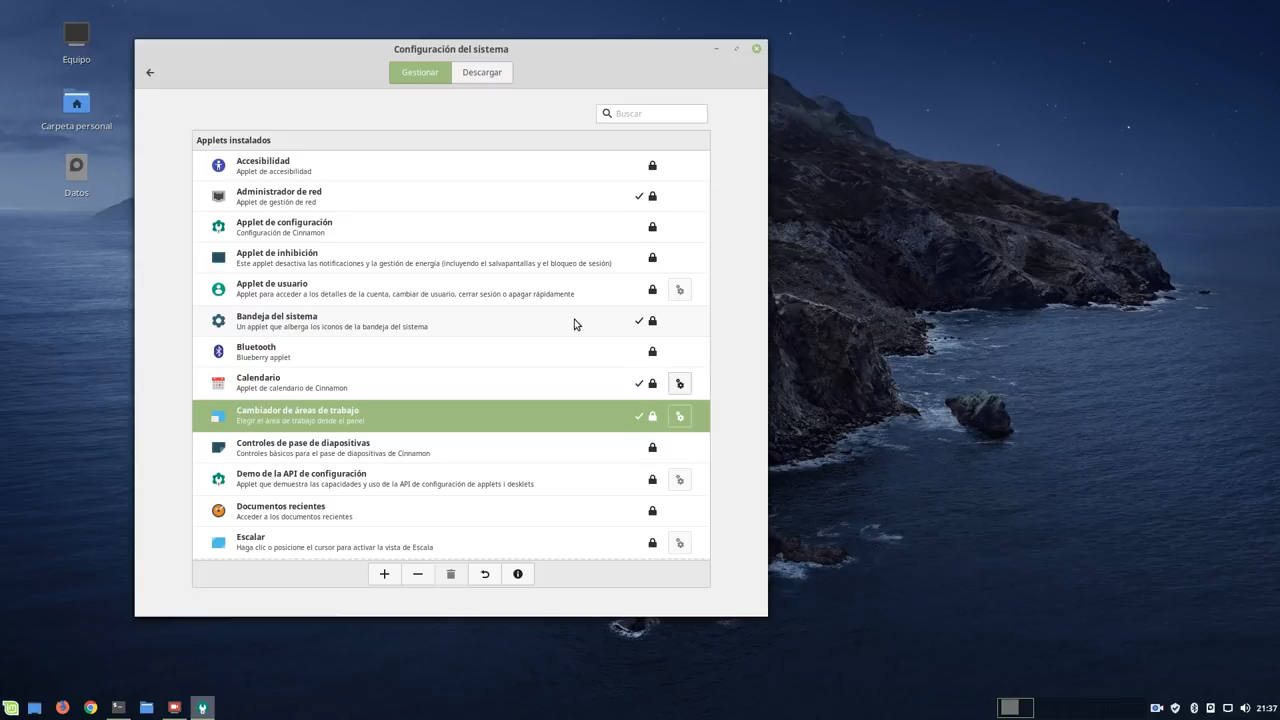 Equipo
Carpeta personal
Datos
Configuración del sistema
Gestionar
Descargar
Buscar
Applets instalados
Accesibilidad
Applet de accesibilidad
Administrador de red
Applet de gestión de red
Applet de configuración
Configuración de Cinnamon
Applet de inhibición
Este applet desactiva las notificaciones y la gestión de energía (incluyendo el salvapantallas y el bloqueo de sesión)
Applet de usuario
Applet para acceder a los detalles de la cuenta, cambiar de usuario, cerrar sesión o apagar rápidamente
Bandeja del sistema
Un applet que alberga los iconos de la bandeja del sistema
Bluetooth
Blueberry applet
Calendario
Applet de calendario de Cinnamon
Cambiador de áreas de trabajo
Elegir el área de trabajo desde el panel
Controles de pase de diapositivas
Controles básicos para el pase de diapositivas de Cinnamon
Demo de la API de configuración
Applet que demuestra las capacidades y uso de la API de configuración de applets i desklets
Documentos recientes
Acceder a los documentos recientes
Escalar
Haga clic o posicione el cursor para activar la vista de Escala
21:37